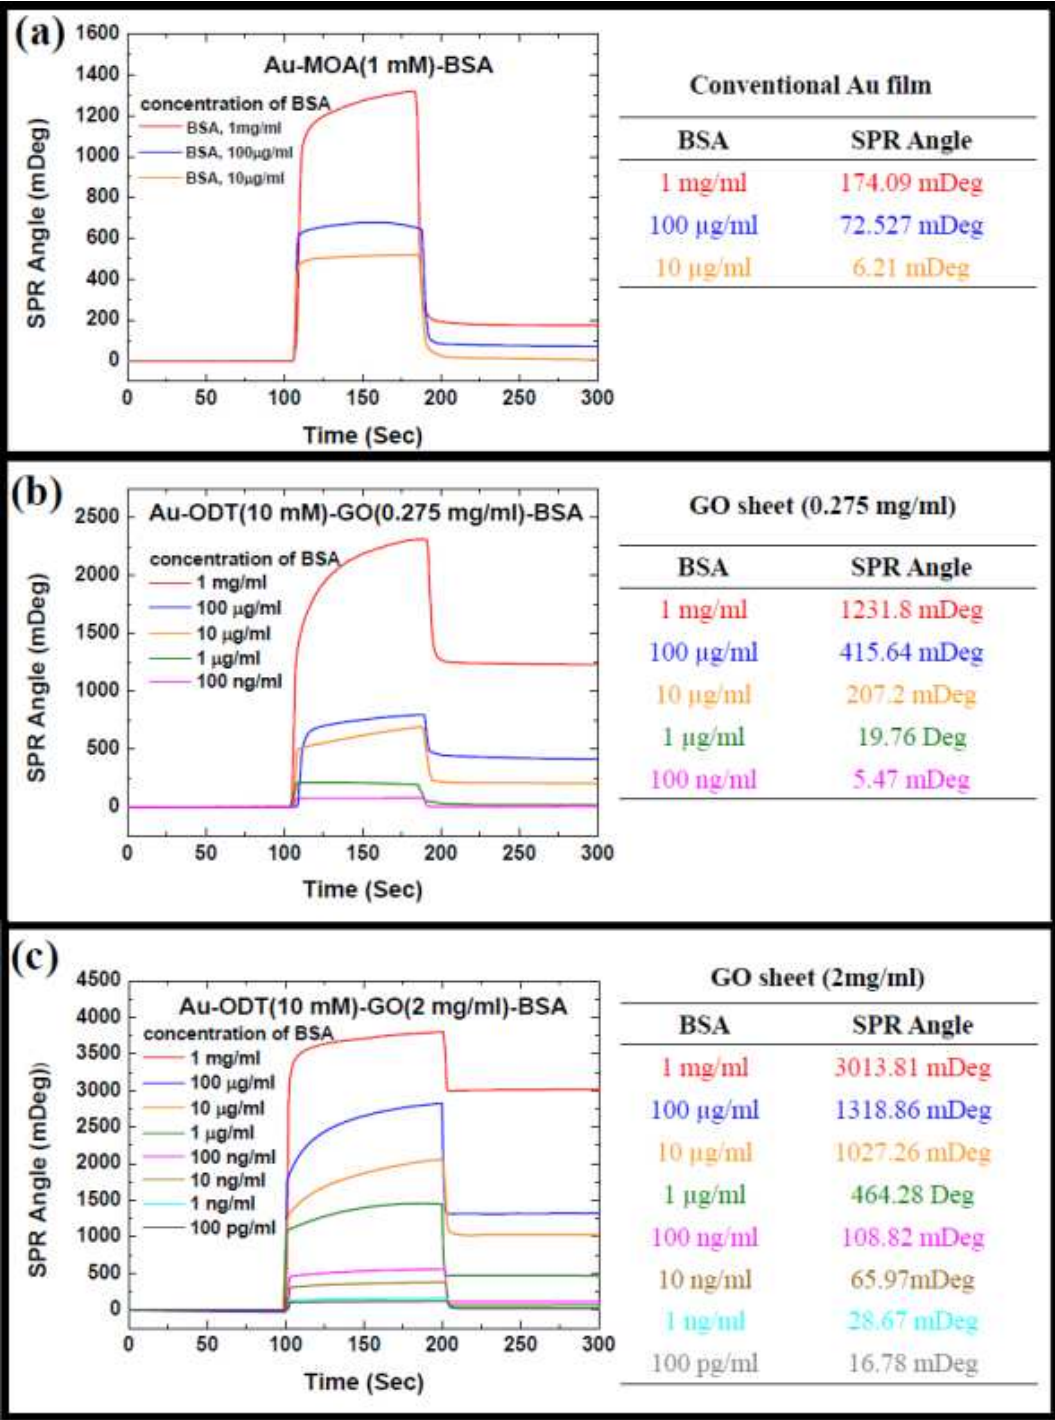 (a)
Au-MOA(1 mM)-BSA
concentration of BSA
BSA, 1mg/ml
BSA, 100μg/ml
BSA, 10μg/ml
SPR Angle (mDeg)
1600
1400
1200
1000
800
600
400
200
0
0 50 100 150 200 250 300
Time (Sec)
Conventional Au film
BSA SPR Angle
1 mg/ml 174.09 mDeg
100 μg/ml 72.527 mDeg
10 μg/ml 6.21 mDeg
(b)
Au-ODT(10 mM)-GO(0.275 mg/ml)-BSA
concentration of BSA
1 mg/ml
100 μg/ml
10 μg/ml
1 μg/ml
100 ng/ml
SPR Angle (mDeg)
2500
2000
1500
1000
500
0
0 50 100 150 200 250 300
Time (Sec)
GO sheet (0.275 mg/ml)
BSA SPR Angle
1 mg/ml 1231.8 mDeg
100 μg/ml 415.64 mDeg
10 μg/ml 207.2 mDeg
1 μg/ml 19.76 Deg
100 ng/ml 5.47 mDeg
(c)
Au-ODT(10 mM)-GO(2 mg/ml)-BSA
concentration of BSA
1 mg/ml
100 μg/ml
10 μg/ml
1 μg/ml
100 ng/ml
10 ng/ml
1 ng/ml
100 pg/ml
SPR Angle (mDeg))
4500
4000
3500
3000
2500
2000
1500
1000
500
0
0 50 100 150 200 250 300
Time (Sec)
GO sheet (2mg/ml)
BSA SPR Angle
1 mg/ml 3013.81 mDeg
100 μg/ml 1318.86 mDeg
10 μg/ml 1027.26 mDeg
1 μg/ml 464.28 Deg
100 ng/ml 108.82 mDeg
10 ng/ml 65.97mDeg
1 ng/ml 28.67 mDeg
100 pg/ml 16.78 mDeg